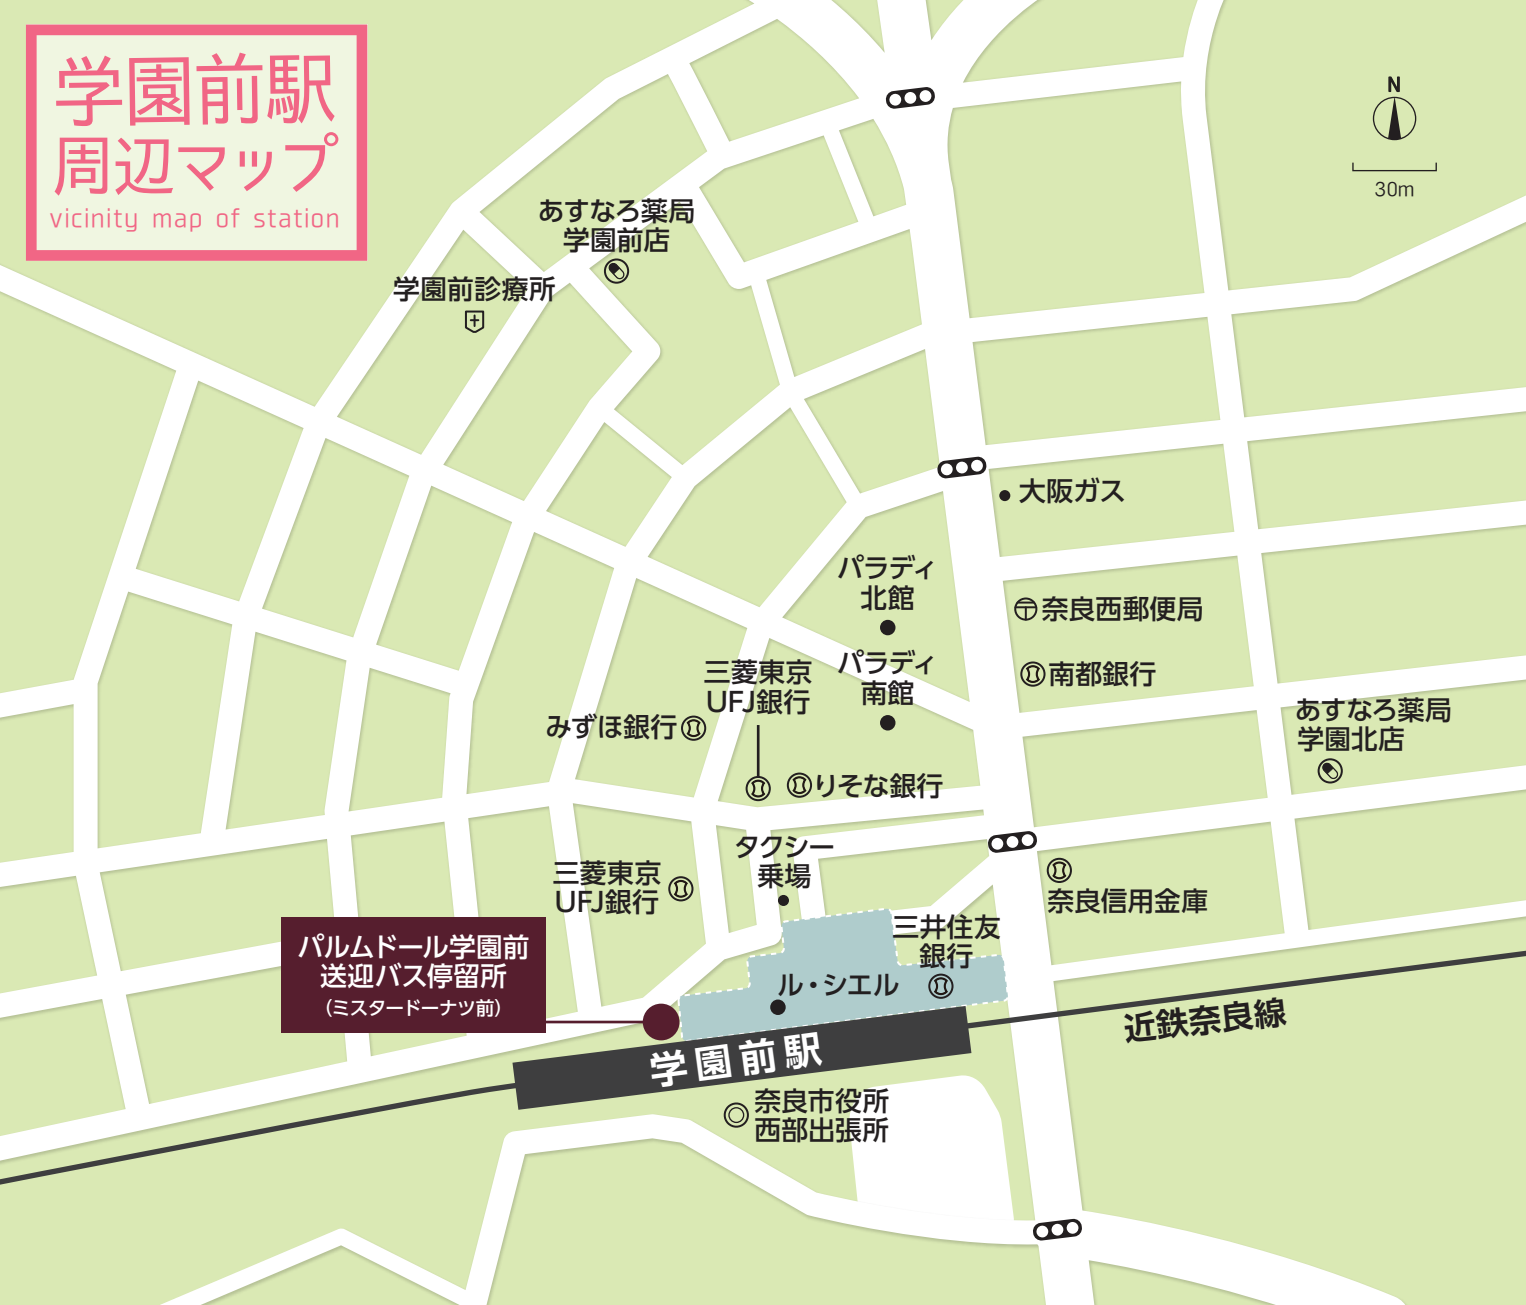 学園前駅
周辺マップ
vicinity map of station
N
30m
あすなろ薬局
学園前店
学園前診療所
大阪ガス
パラディ
北館
奈良西郵便局
パラディ
南館
三菱東京
UFJ銀行
南都銀行
みずほ銀行
あすなろ薬局
学園北店
りそな銀行
タクシー
乗場
三菱東京
UFJ銀行
奈良信用金庫
三井住友
銀行
パルムドール学園前
送迎バス停留所
(ミスタードーナツ前)
ル・シエル
近鉄奈良線
学園前駅
奈良市役所
西部出張所